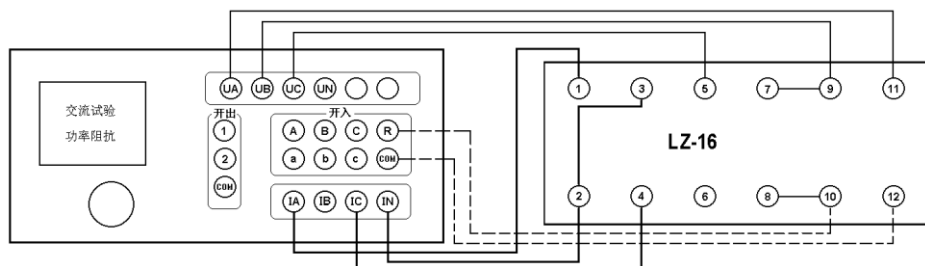 UA UB UC UN
交流试验
功率阻抗
开出
1
2
COM
开入
A B C R
a b c COM
IA IB IC IN
1 3 5 7 9 11
LZ-16
2 4 6 8 10 12